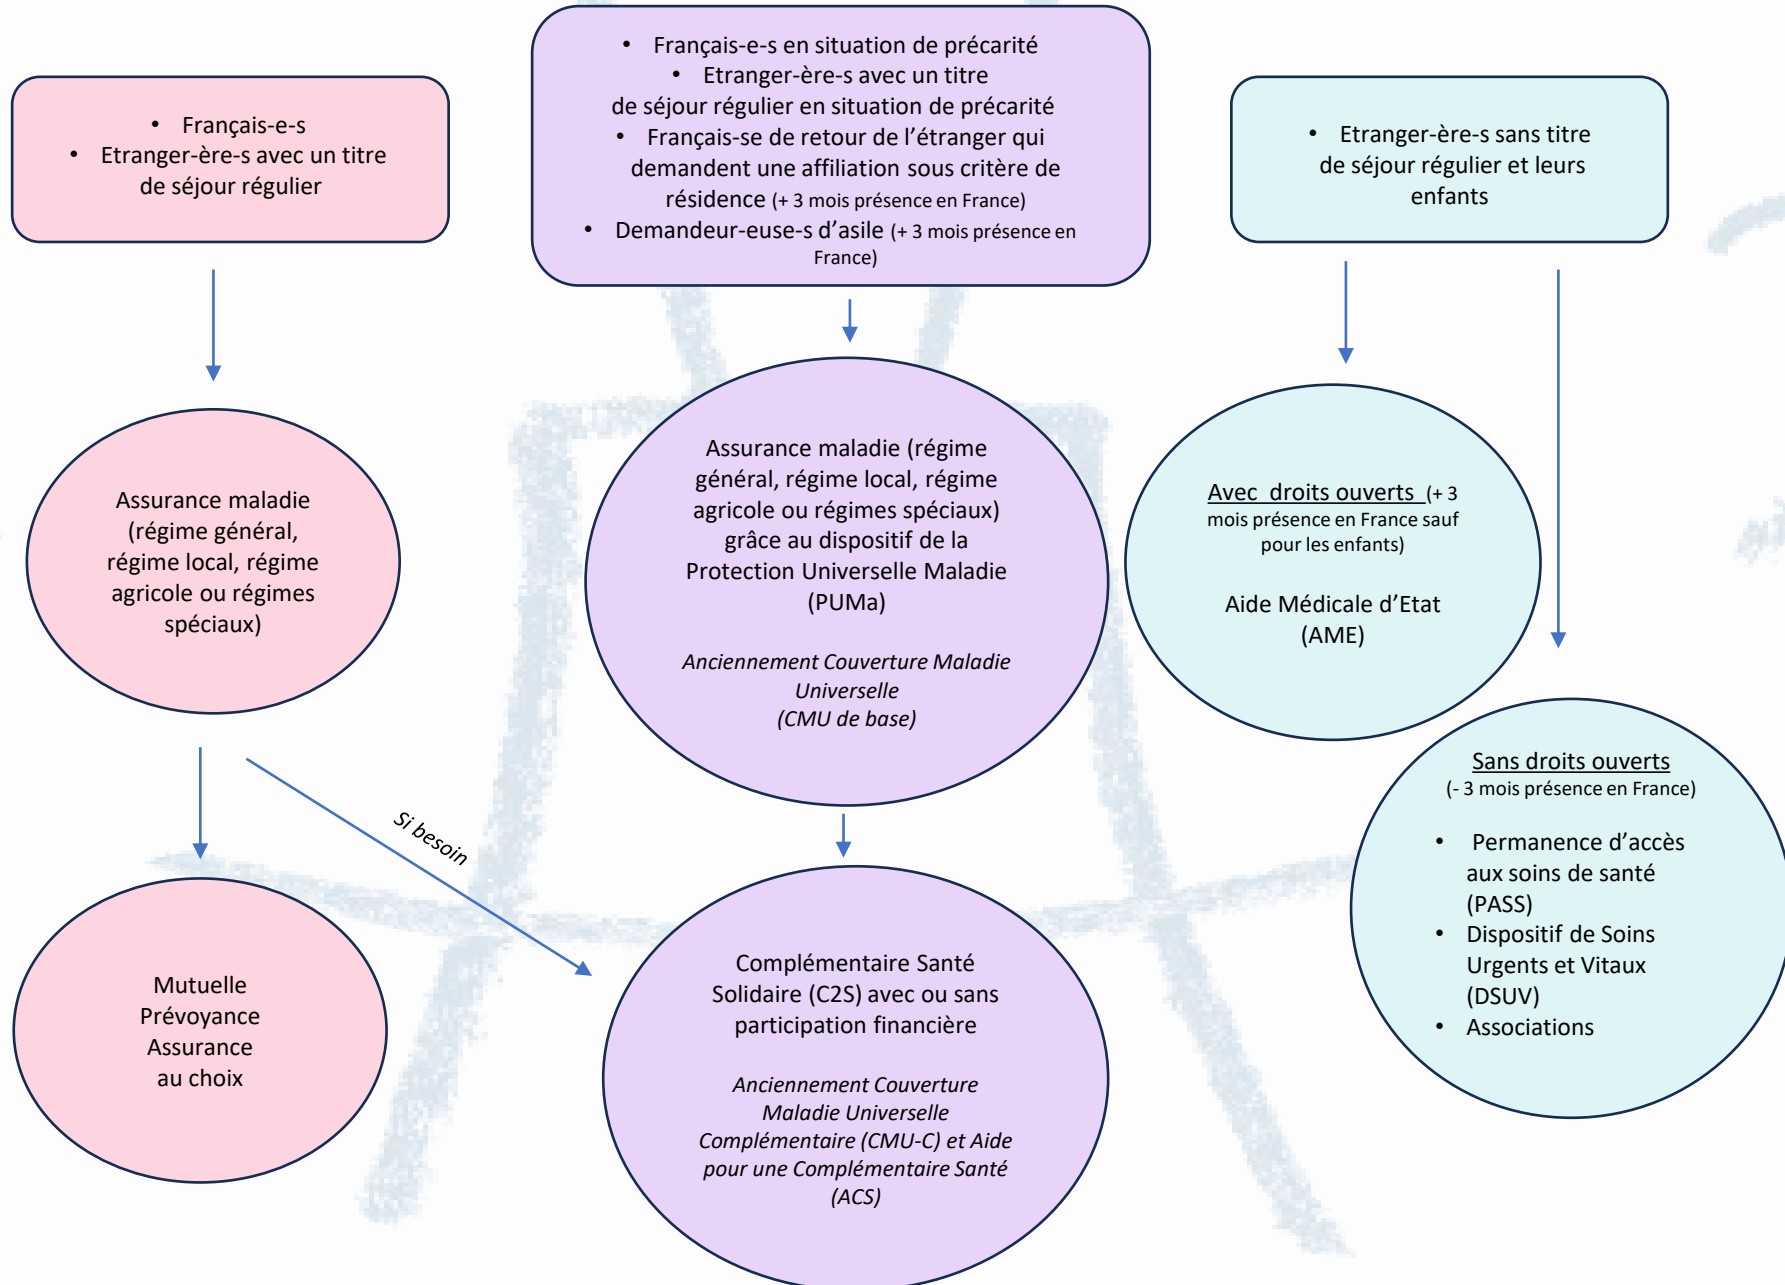 • Français-e-s
• Etranger-ère-s avec un titre
de séjour régulier
• Français-e-s en situation de précarité
• Etranger-ère-s avec un titre
de séjour régulier en situation de précarité
• Français-se de retour de l’étranger qui
demandent une affiliation sous critère de
résidence (+ 3 mois présence en France)
• Demandeur-euse-s d’asile (+ 3 mois présence en
France)
• Etranger-ère-s sans titre
de séjour régulier et leurs
enfants
Assurance maladie
(régime général,
régime local, régime
agricole ou régimes
spéciaux)
Assurance maladie (régime
général, régime local, régime
agricole ou régimes spéciaux)
grâce au dispositif de la
Protection Universelle Maladie
(PUMa)
Anciennement Couverture Maladie
Universelle
(CMU de base)
Avec droits ouverts (+ 3
mois présence en France sauf
pour les enfants)
Aide Médicale d’Etat
(AME)
Sans droits ouverts
(- 3 mois présence en France)
• Permanence d’accès
aux soins de santé
(PASS)
• Dispositif de Soins
Urgents et Vitaux
(DSUV)
• Associations
Si besoin
Mutuelle
Prévoyance
Assurance
au choix
Complémentaire Santé
Solidaire (C2S) avec ou sans
participation financière
Anciennement Couverture
Maladie Universelle
Complémentaire (CMU-C) et Aide
pour une Complémentaire Santé
(ACS)